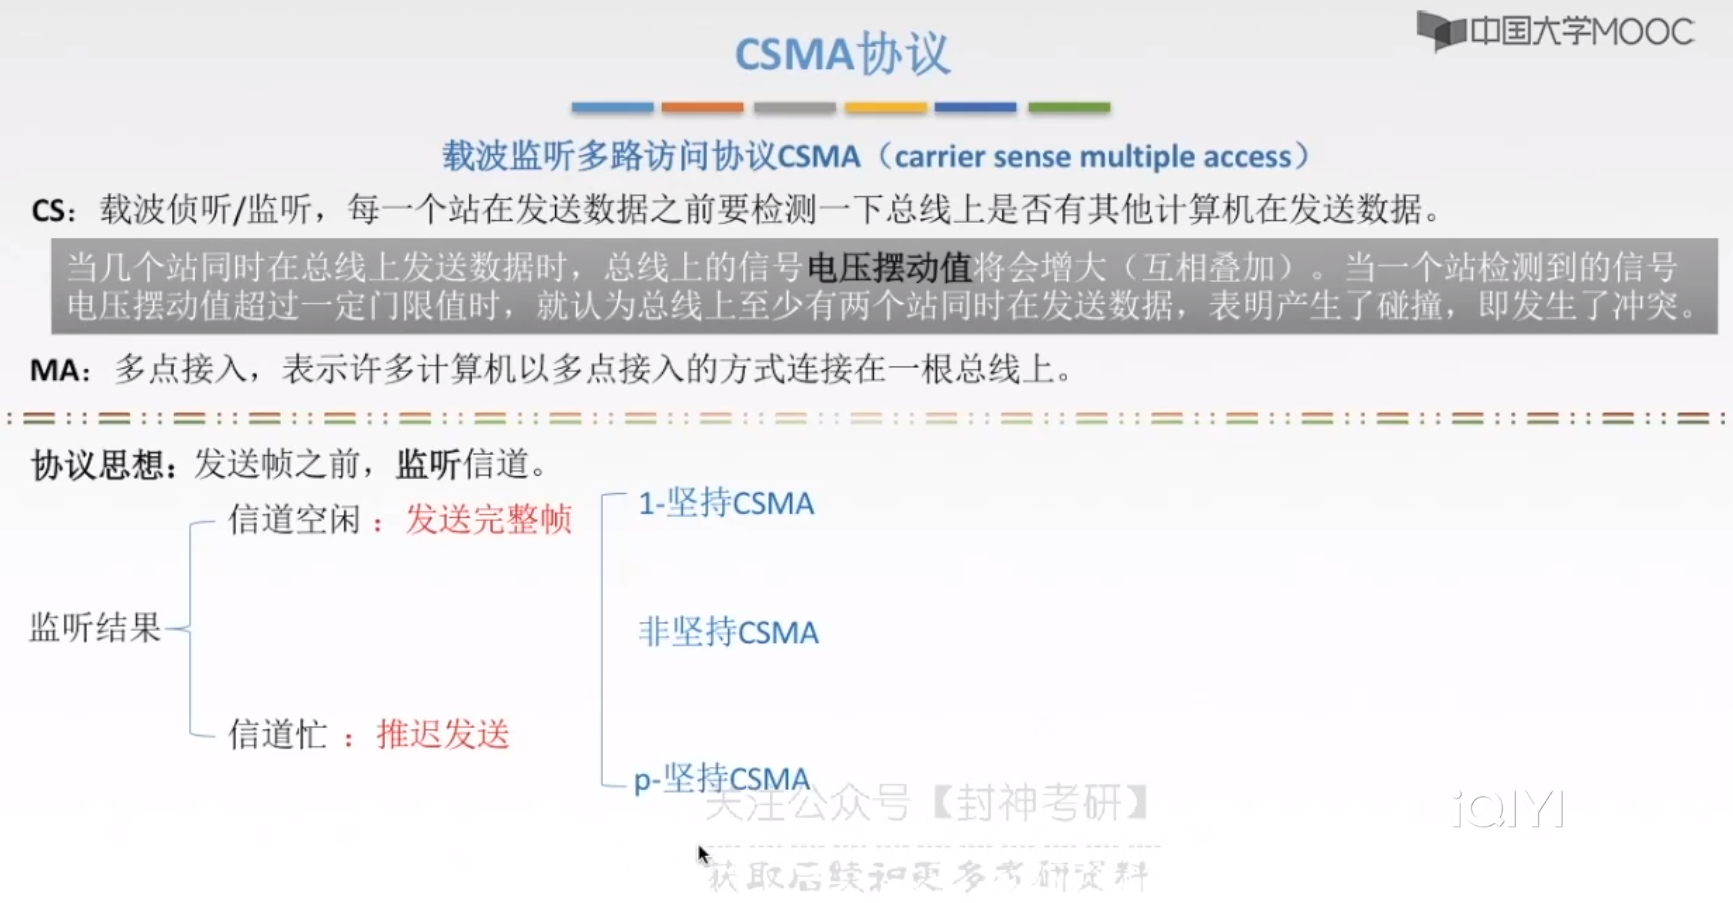 中国大学MOOC
CSMA协议
载波监听多路访问协议CSMA（carrier sense multiple access）
CS：载波侦听/监听，每一个站在发送数据之前要检测一下总线上是否有其他计算机在发送数据。
当几个站同时在总线上发送数据时，总线上的信号电压摆动值将会增大（互相叠加）。当一个站检测到的信号
电压摆动值超过一定门限值时，就认为总线上至少有两个站同时在发送数据，表明产生了碰撞，即发生了冲突。
MA：多点接入，表示许多计算机以多点接入的方式连接在一根总线上。
协议思想：发送帧之前，监听信道。
监听结果
信道空闲：发送完整帧
信道忙：推迟发送
1-坚持CSMA
非坚持CSMA
p-坚持CSMA
关注公众号【封神考研】
获取后续和更多考研资料
iQIYI